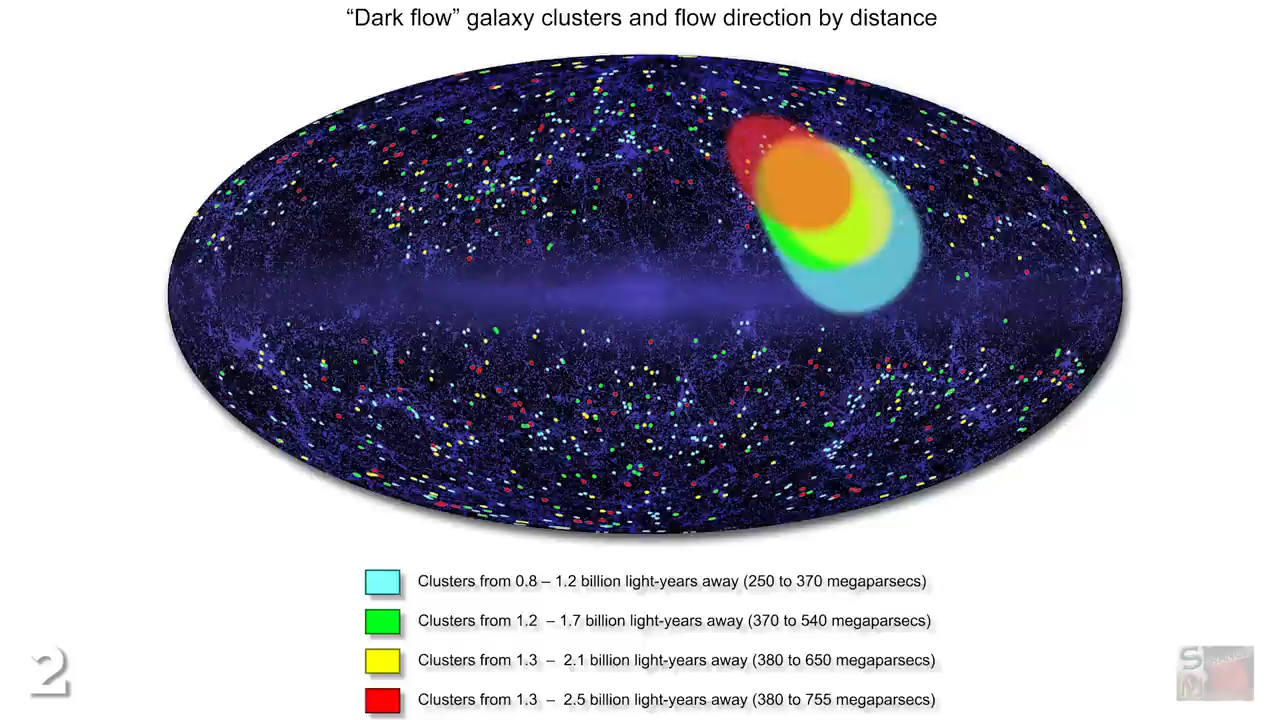 “Dark flow” galaxy clusters and flow direction by distance
Clusters from 0.8 – 1.2 billion light-years away (250 to 370 megaparsecs)
Clusters from 1.2 – 1.7 billion light-years away (370 to 540 megaparsecs)
Clusters from 1.3 – 2.1 billion light-years away (380 to 650 megaparsecs)
Clusters from 1.3 – 2.5 billion light-years away (380 to 755 megaparsecs)
2
S
M